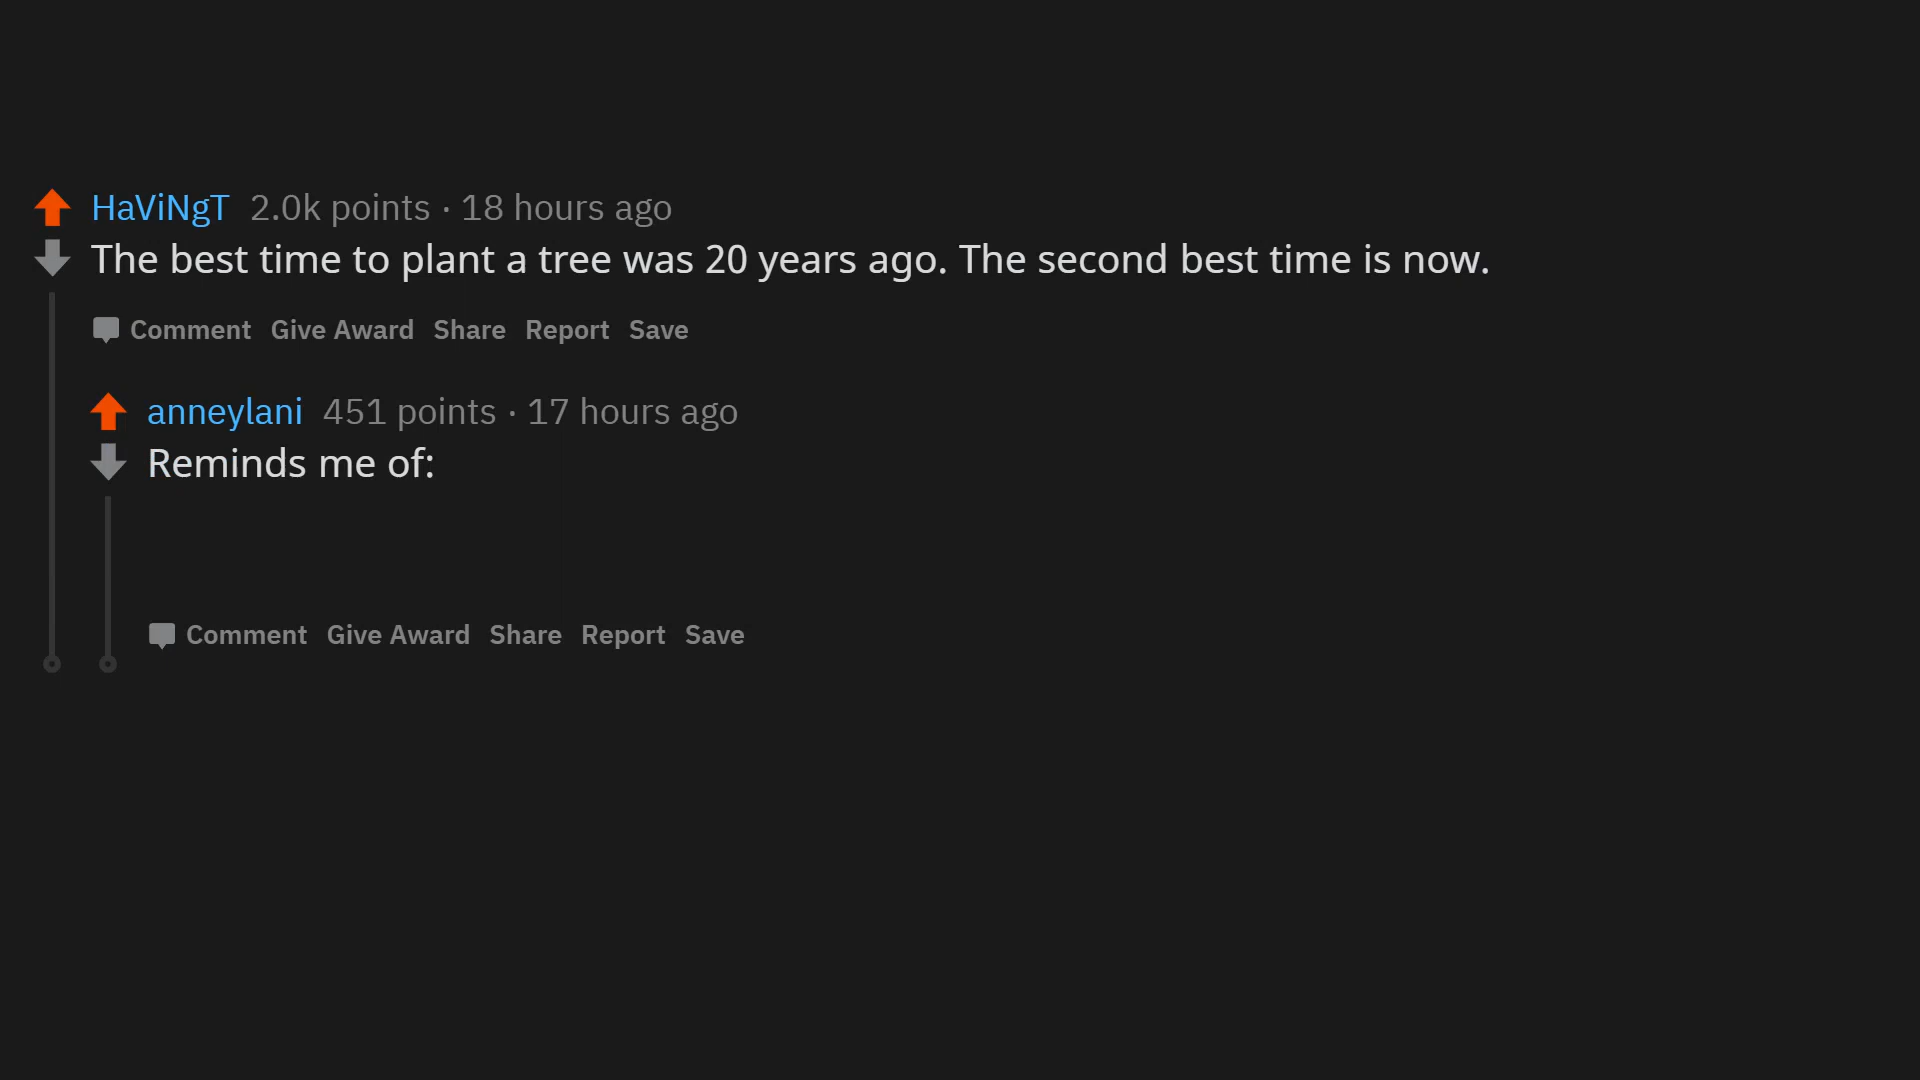 HaViNgT 2.0k points · 18 hours ago
The best time to plant a tree was 20 years ago. The second best time is now.
Comment Give Award Share Report Save
anneylani 451 points · 17 hours ago
Reminds me of:
Comment Give Award Share Report Save